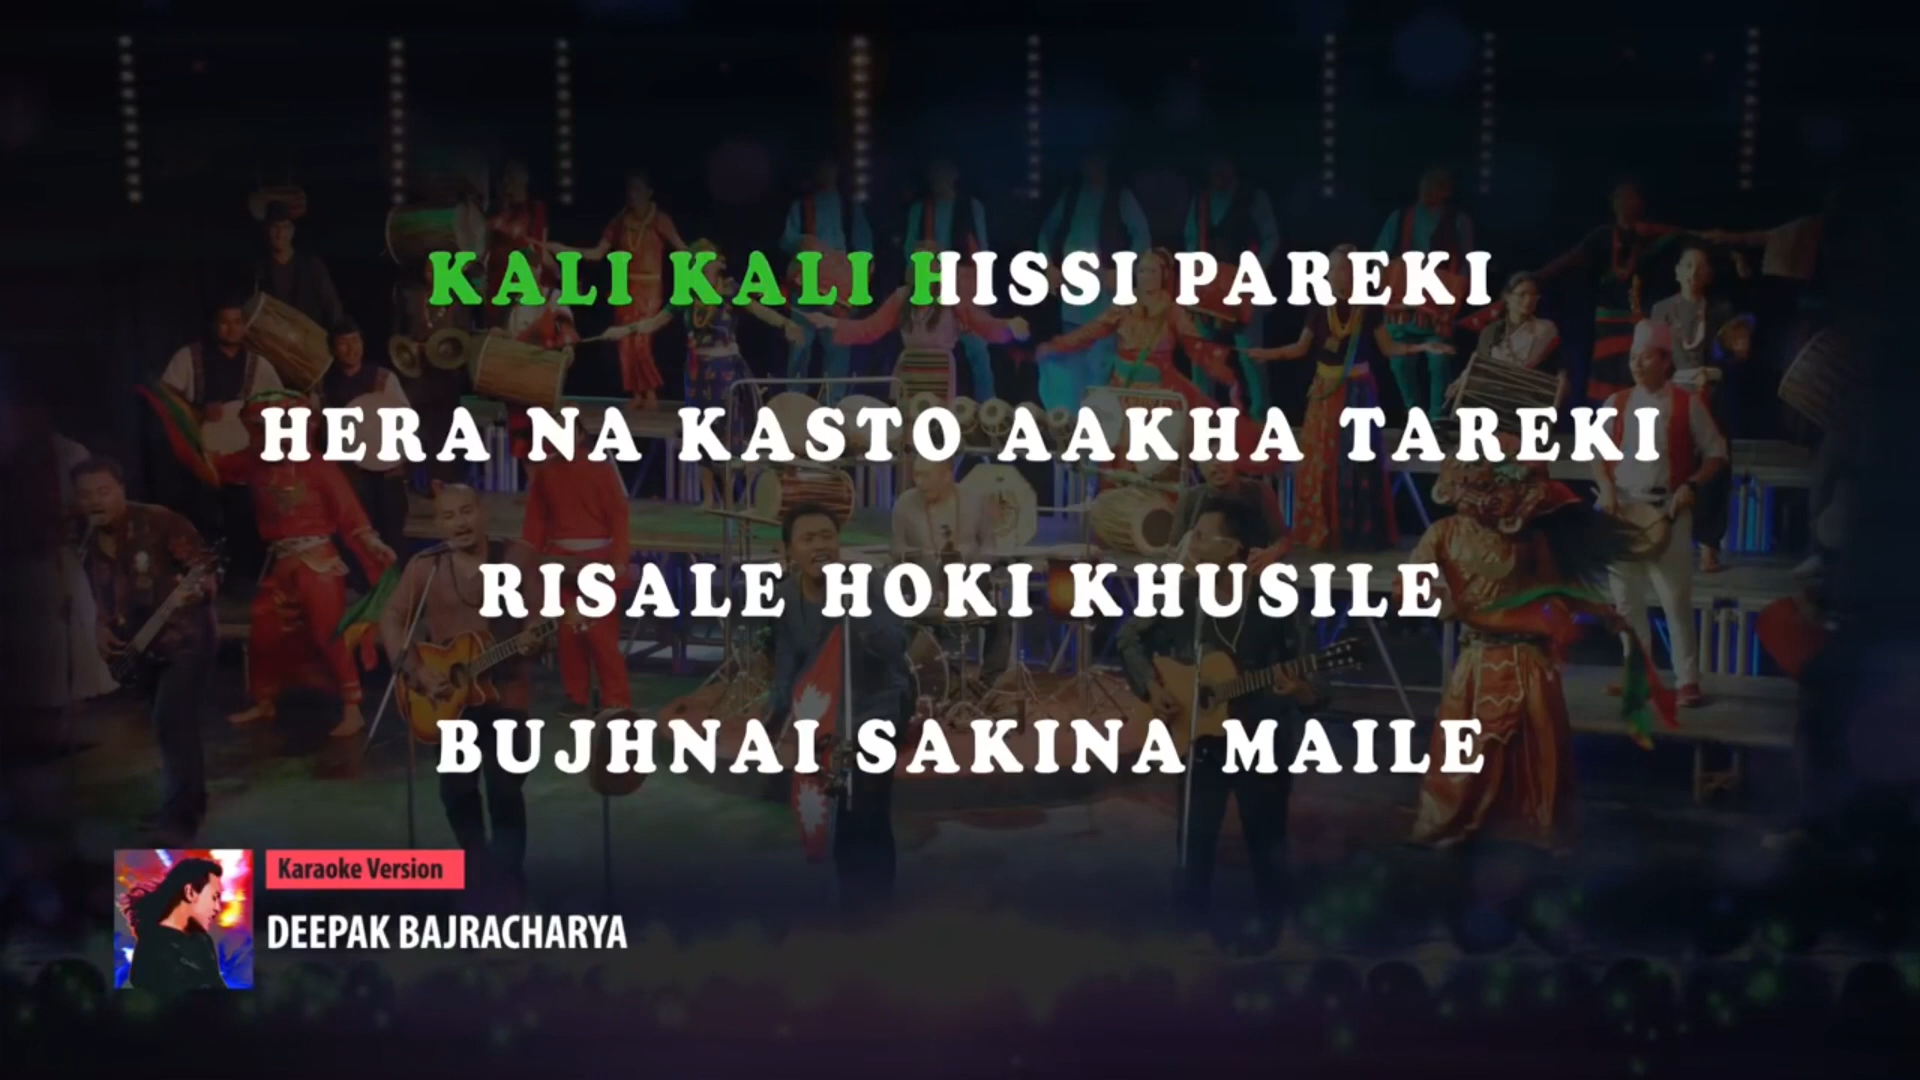 KALI KALI HISSI PAREKI
HERA NA KASTO AAKHA TAREKI
RISALE HOKI KHUSILE
BUJHNAI SAKINA MAILE
Karaoke Version
DEEPAK BAJRACHARYA